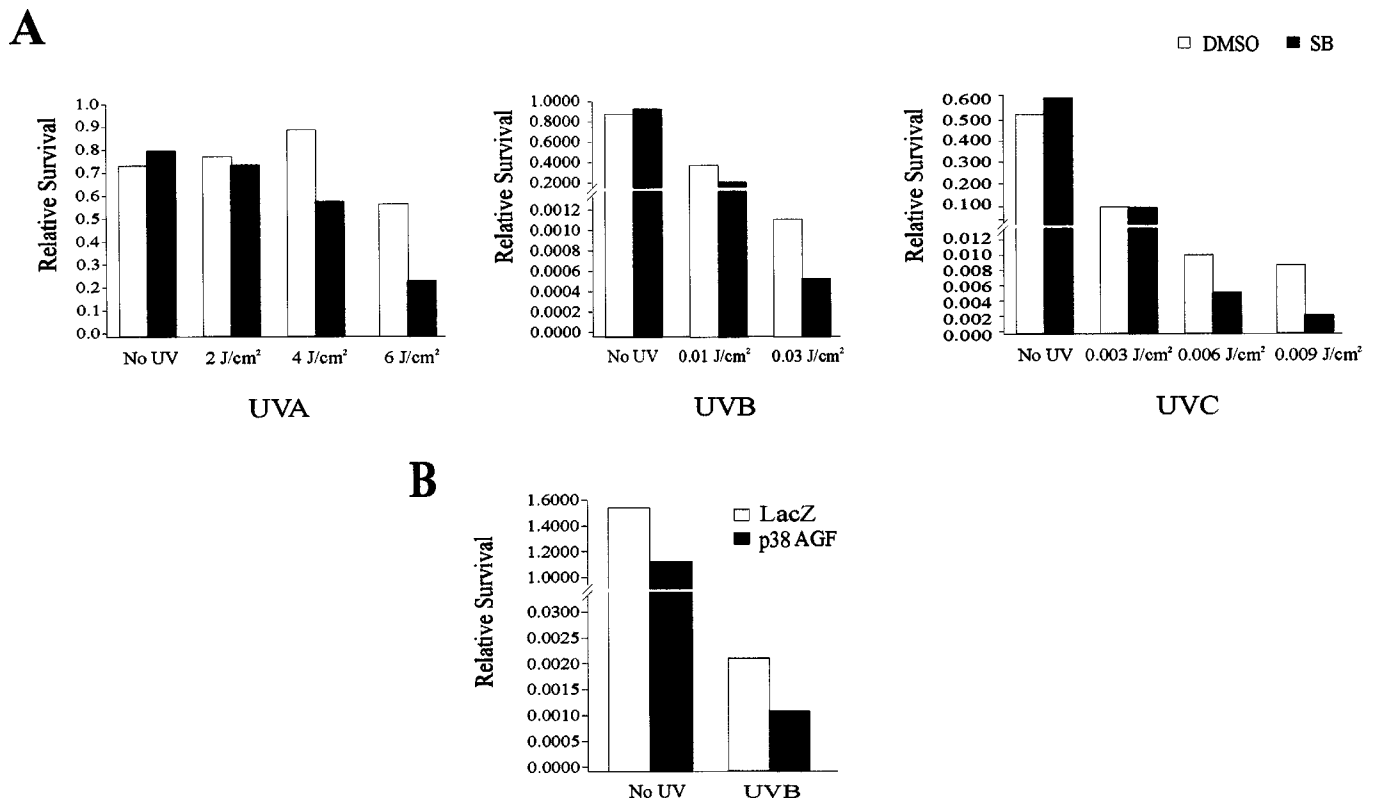 A
□ DMSO ■ SB
Relative Survival
1.0
0.9
0.8
0.7
0.6
0.5
0.4
0.3
0.2
0.1
0.0
No UV 2 J/cm² 4 J/cm² 6 J/cm²
UVA
Relative Survival
1.0000
0.8000
0.6000
0.4000
0.2000
0.0012
0.0010
0.0008
0.0006
0.0004
0.0002
0.0000
No UV 0.01 J/cm² 0.03 J/cm²
UVB
Relative Survival
0.600
0.500
0.400
0.300
0.200
0.100
0.012
0.010
0.008
0.006
0.004
0.002
0.000
No UV 0.003 J/cm² 0.006 J/cm² 0.009 J/cm²
UVC
B
Relative Survival
1.6000
1.4000
1.2000
1.0000
0.0300
0.0025
0.0020
0.0015
0.0010
0.0005
0.0000
□ LacZ
■ p38 AGF
No UV UVB